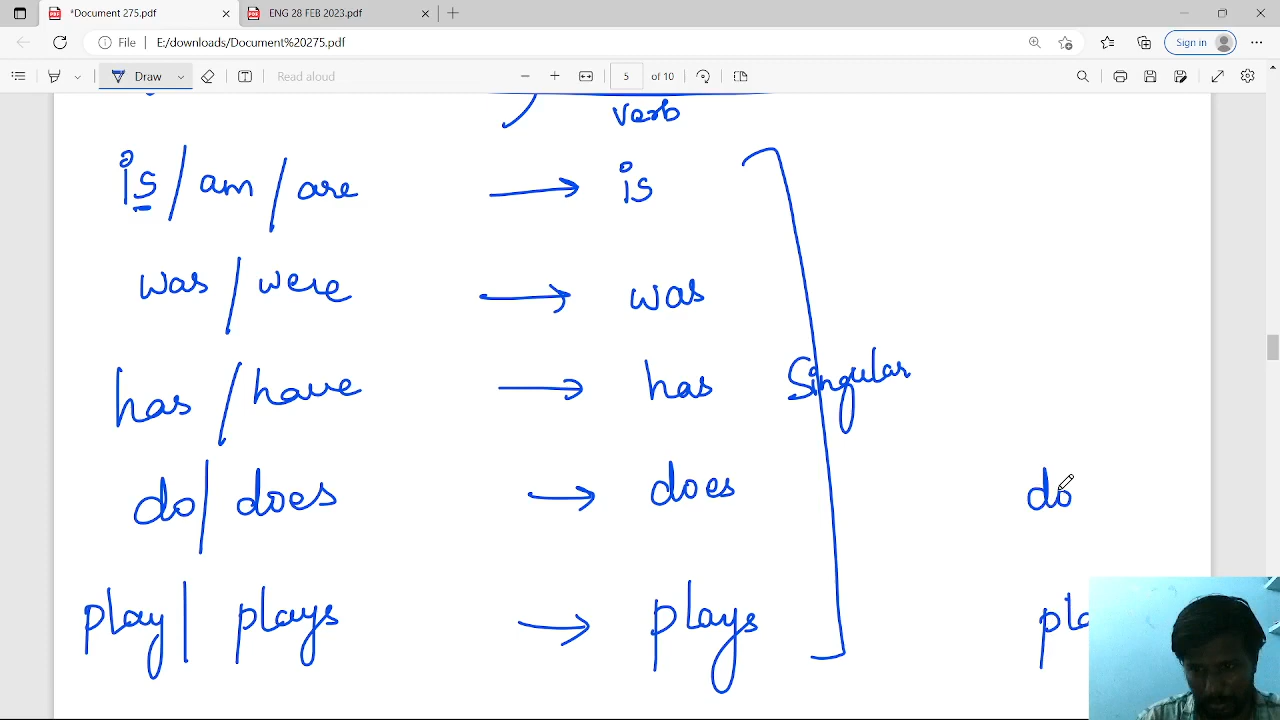 *Document 275.pdf
ENG 28 FEB 2023.pdf
File E:/downloads/Document%20275.pdf
Sign in
Draw Read aloud 5 of 10
verb
is/am/are → is
was/were → was
has/have → has Singular
do/does → does do
play/plays → plays pla